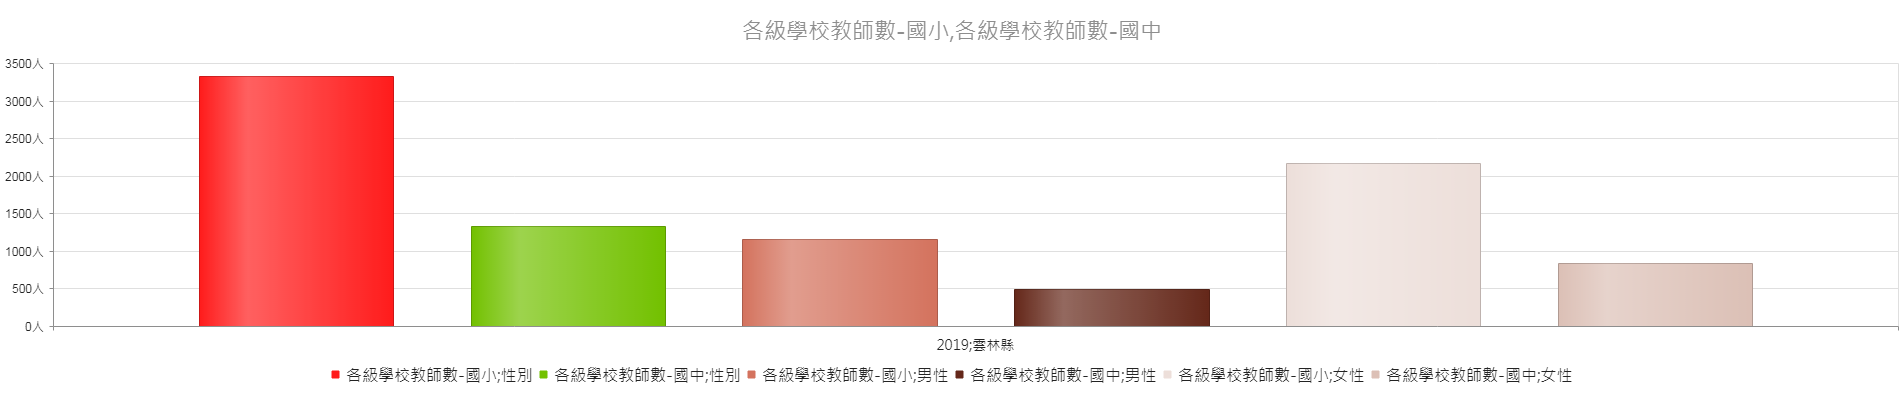 各級學校教師數-國小,各級學校教師數-國中
3500人
3000人
2500人
2000人
1500人
1000人
500人
0人
2019;雲林縣
各級學校教師數-國小;性別 各級學校教師數-國中;性別 各級學校教師數-國小;男性 各級學校教師數-國中;男性 各級學校教師數-國小;女性 各級學校教師數-國中;女性